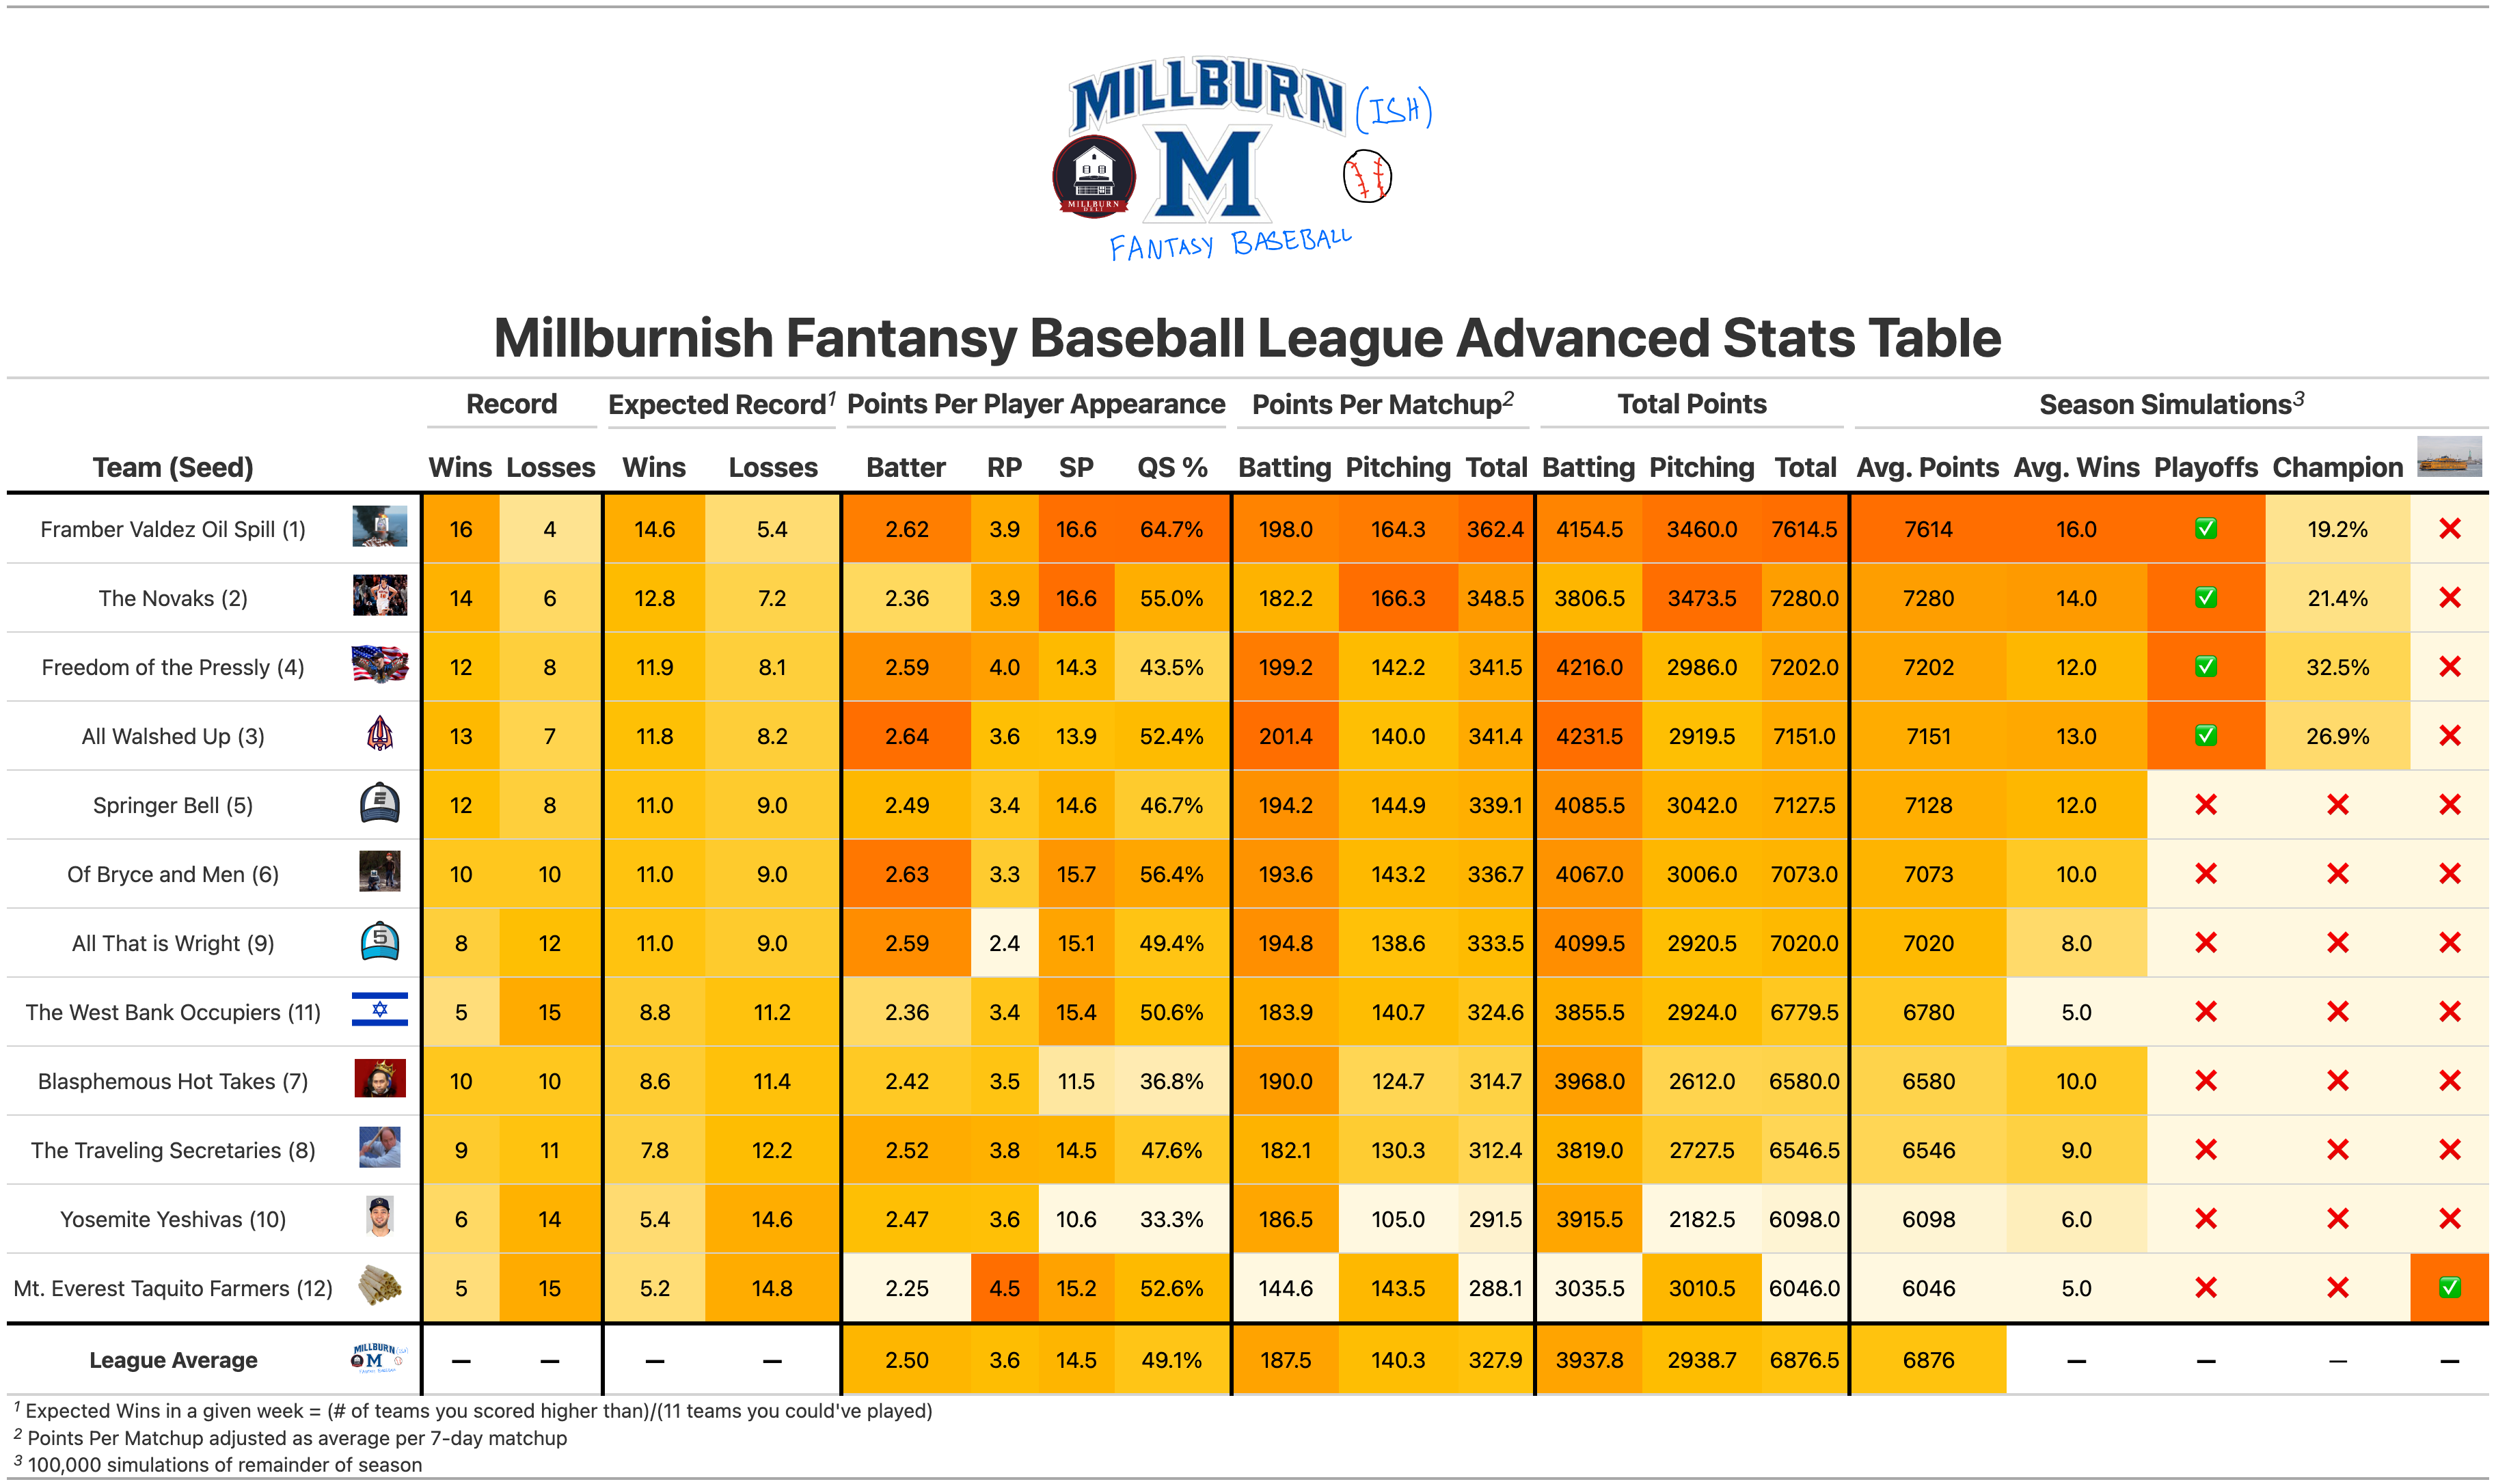 MILLBURN (ISH)
M
MILLBURN
DELI
FANTASY BASEBALL
Millburnish Fantansy Baseball League Advanced Stats Table
Record Expected Record1 Points Per Player Appearance Points Per Matchup2 Total Points Season Simulations3
Team (Seed) Wins Losses Wins Losses Batter RP SP QS % Batting Pitching Total Batting Pitching Total Avg. Points Avg. Wins Playoffs Champion
Framber Valdez Oil Spill (1) 16 4 14.6 5.4 2.62 3.9 16.6 64.7% 198.0 164.3 362.4 4154.5 3460.0 7614.5 7614 16.0 ✅ 19.2% ❌
The Novaks (2) 14 6 12.8 7.2 2.36 3.9 16.6 55.0% 182.2 166.3 348.5 3806.5 3473.5 7280.0 7280 14.0 ✅ 21.4% ❌
Freedom of the Pressly (4) 12 8 11.9 8.1 2.59 4.0 14.3 43.5% 199.2 142.2 341.5 4216.0 2986.0 7202.0 7202 12.0 ✅ 32.5% ❌
All Walshed Up (3) 13 7 11.8 8.2 2.64 3.6 13.9 52.4% 201.4 140.0 341.4 4231.5 2919.5 7151.0 7151 13.0 ✅ 26.9% ❌
Springer Bell (5) 12 8 11.0 9.0 2.49 3.4 14.6 46.7% 194.2 144.9 339.1 4085.5 3042.0 7127.5 7128 12.0 ❌ ❌ ❌
Of Bryce and Men (6) 10 10 11.0 9.0 2.63 3.3 15.7 56.4% 193.6 143.2 336.7 4067.0 3006.0 7073.0 7073 10.0 ❌ ❌ ❌
All That is Wright (9) 8 12 11.0 9.0 2.59 2.4 15.1 49.4% 194.8 138.6 333.5 4099.5 2920.5 7020.0 7020 8.0 ❌ ❌ ❌
The West Bank Occupiers (11) 5 15 8.8 11.2 2.36 3.4 15.4 50.6% 183.9 140.7 324.6 3855.5 2924.0 6779.5 6780 5.0 ❌ ❌ ❌
Blasphemous Hot Takes (7) 10 10 8.6 11.4 2.42 3.5 11.5 36.8% 190.0 124.7 314.7 3968.0 2612.0 6580.0 6580 10.0 ❌ ❌ ❌
The Traveling Secretaries (8) 9 11 7.8 12.2 2.52 3.8 14.5 47.6% 182.1 130.3 312.4 3819.0 2727.5 6546.5 6546 9.0 ❌ ❌ ❌
Yosemite Yeshivas (10) 6 14 5.4 14.6 2.47 3.6 10.6 33.3% 186.5 105.0 291.5 3915.5 2182.5 6098.0 6098 6.0 ❌ ❌ ❌
Mt. Everest Taquito Farmers (12) 5 15 5.2 14.8 2.25 4.5 15.2 52.6% 144.6 143.5 288.1 3035.5 3010.5 6046.0 6046 5.0 ❌ ❌ ✅
League Average — — — — 2.50 3.6 14.5 49.1% 187.5 140.3 327.9 3937.8 2938.7 6876.5 6876 — — — —
1 Expected Wins in a given week = (# of teams you scored higher than)/(11 teams you could've played)
2 Points Per Matchup adjusted as average per 7-day matchup
3 100,000 simulations of remainder of season